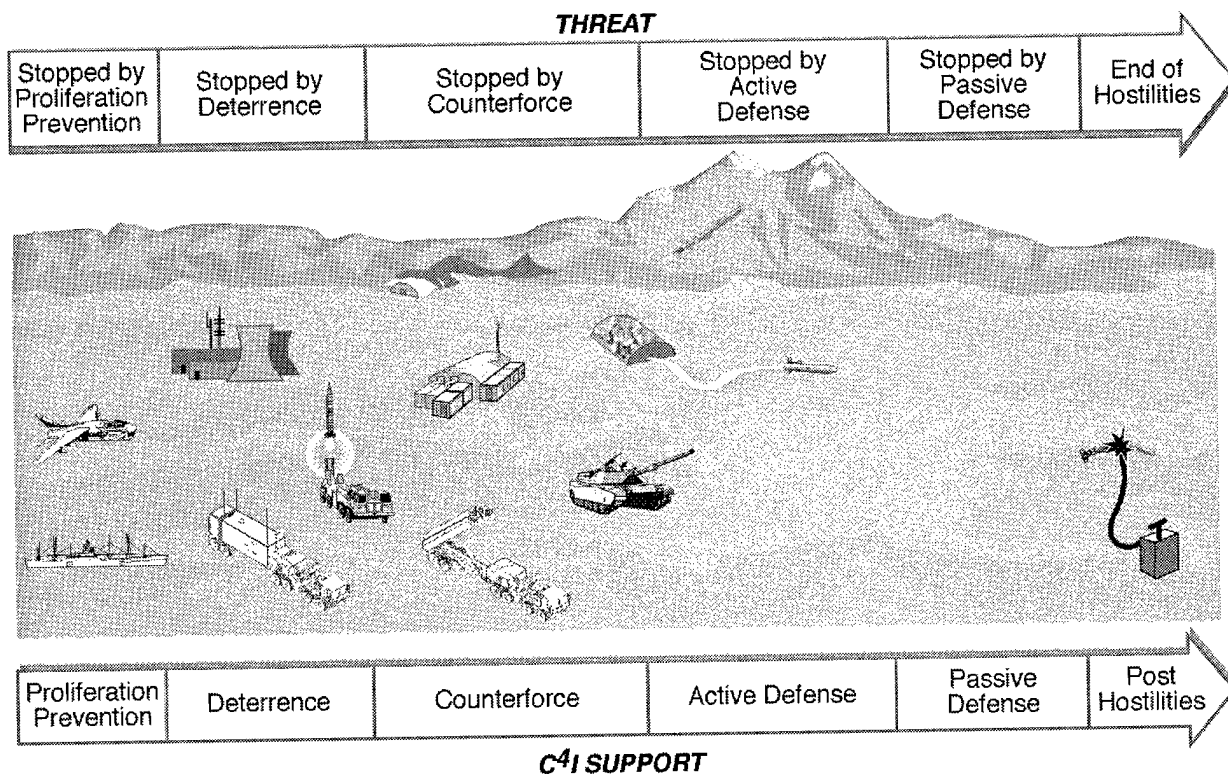 THREAT
Stopped by
Proliferation
Prevention
Stopped by
Deterrence
Stopped by
Counterforce
Stopped by
Active
Defense
Stopped by
Passive
Defense
End of
Hostilities
Proliferation
Prevention
Deterrence
Counterforce
Active Defense
Passive
Defense
Post
Hostilities
C⁴I SUPPORT